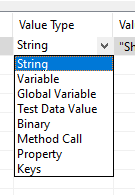 Value Type Val
String "Sh
String
Variable
Global Variable
Test Data Value
Binary
Method Call
Property
Keys